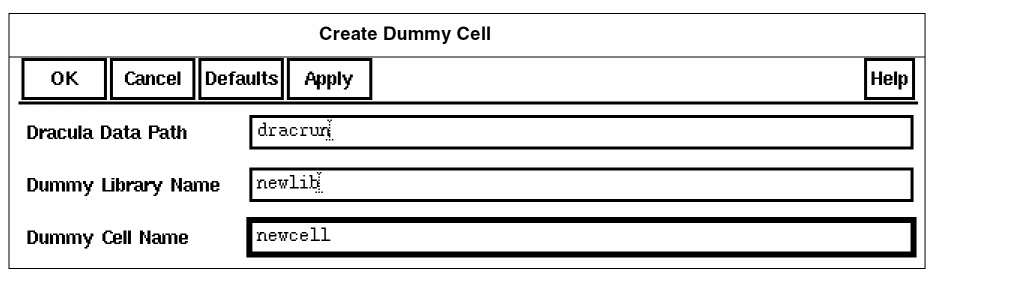 Create Dummy Cell
OK Cancel Defaults Apply Help
Dracula Data Path dracrun
Dummy Library Name newlib
Dummy Cell Name newcell